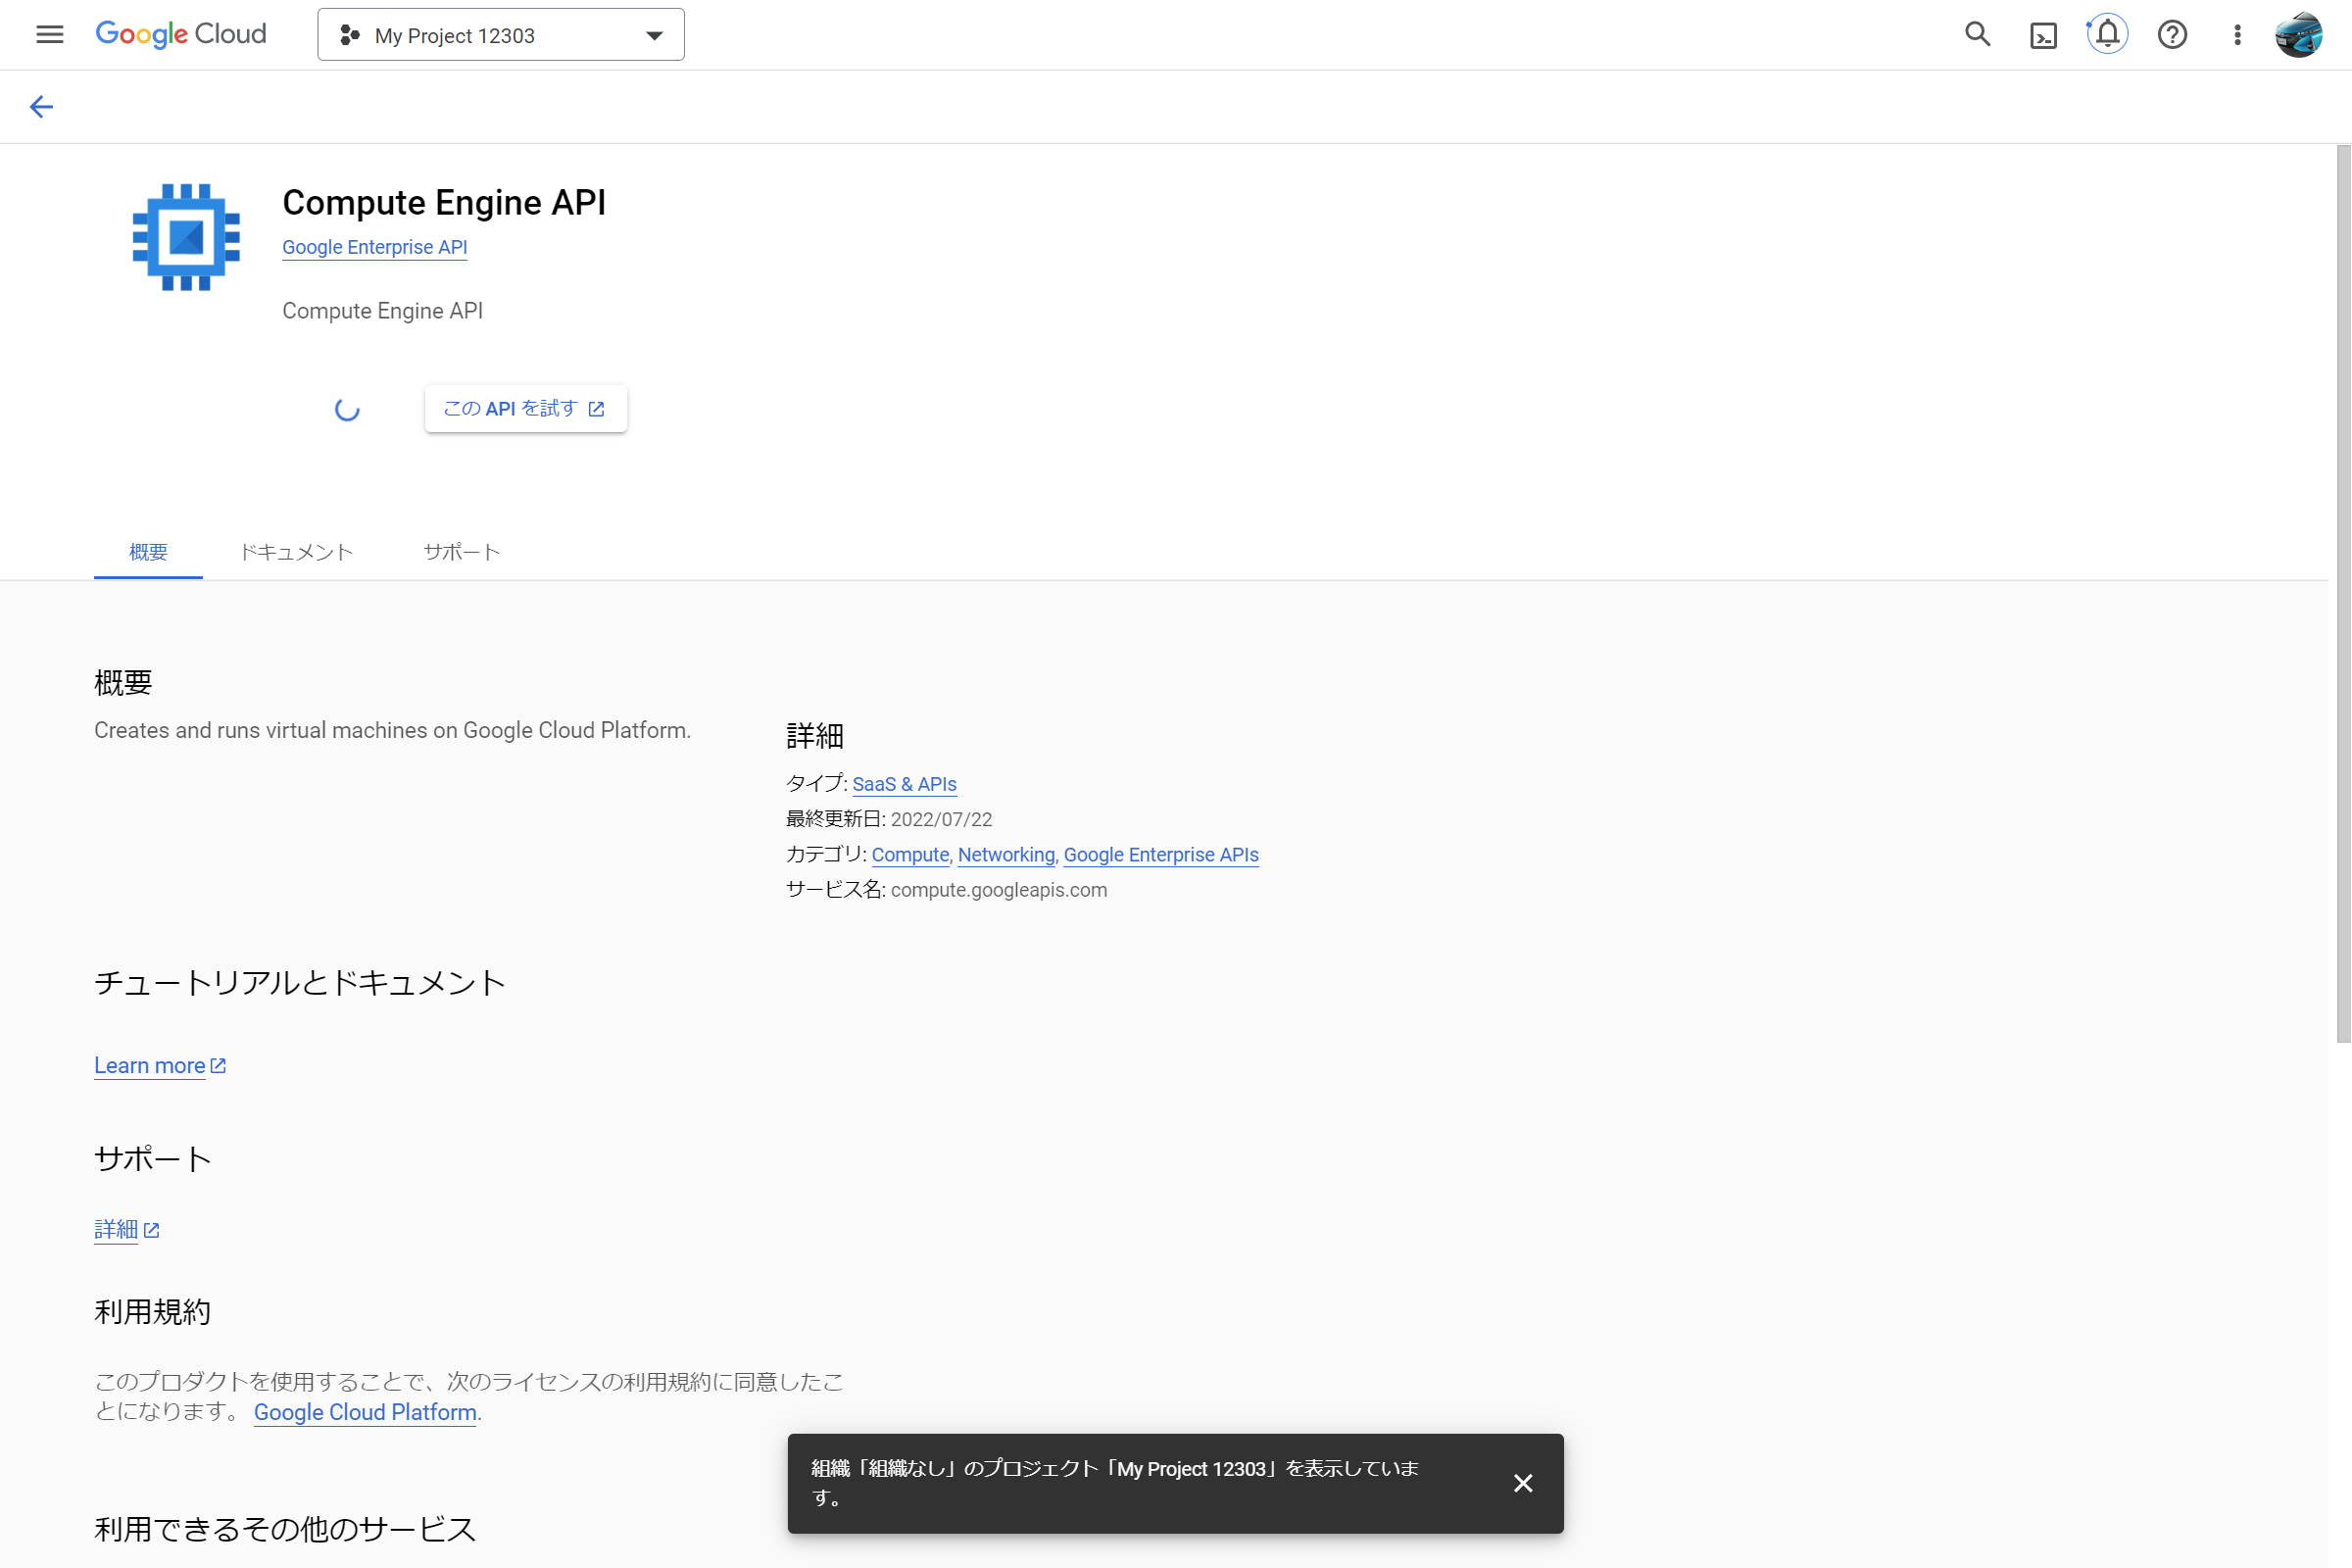 Google Cloud
My Project 12303
Compute Engine API
Google Enterprise API
Compute Engine API
この API を試す
概要 ドキュメント サポート
概要
Creates and runs virtual machines on Google Cloud Platform.
詳細
タイプ: SaaS & APIs
最終更新日: 2022/07/22
カテゴリ: Compute, Networking, Google Enterprise APIs
サービス名: compute.googleapis.com
チュートリアルとドキュメント
Learn more
サポート
詳細
利用規約
このプロダクトを使用することで、次のライセンスの利用規約に同意したこ
とになります。 Google Cloud Platform.
組織「組織なし」のプロジェクト「My Project 12303」を表示していま
す。
利用できるその他のサービス